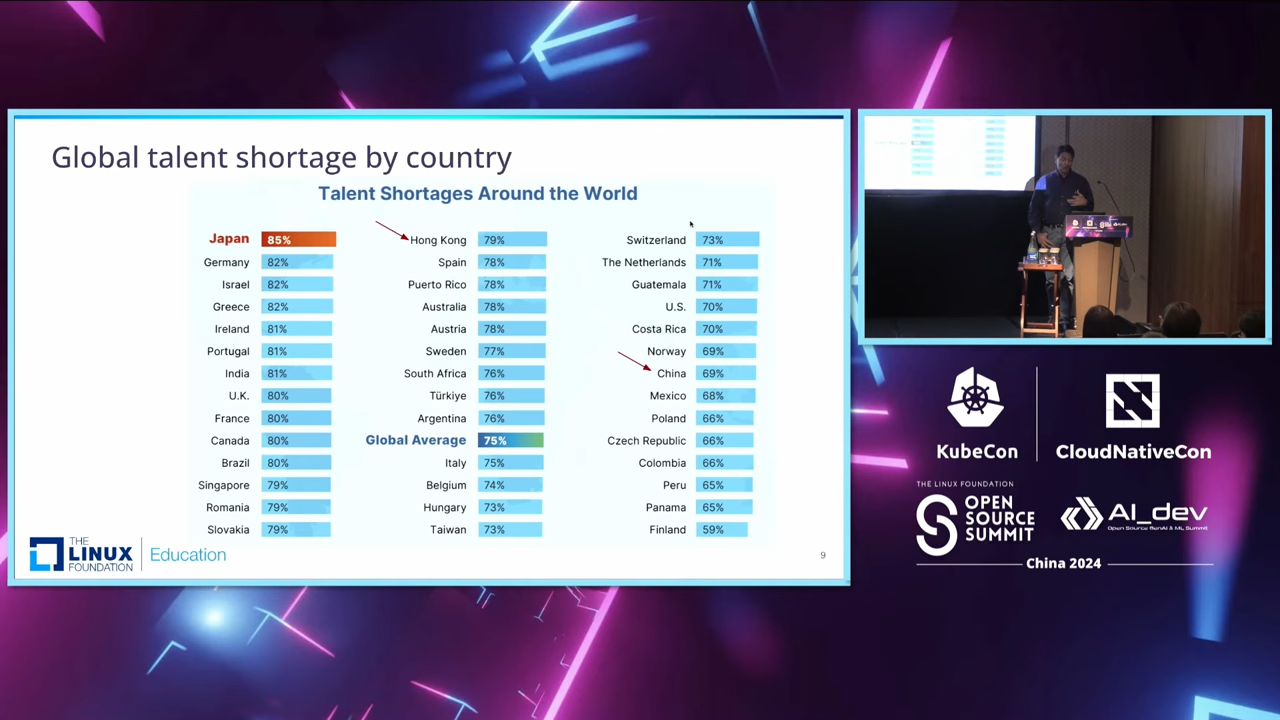 Global talent shortage by country
Talent Shortages Around the World
Japan 85%
Germany 82%
Israel 82%
Greece 82%
Ireland 81%
Portugal 81%
India 81%
U.K. 80%
France 80%
Canada 80%
Brazil 80%
Singapore 79%
Romania 79%
Slovakia 79%
Hong Kong 79%
Spain 78%
Puerto Rico 78%
Australia 78%
Austria 78%
Sweden 77%
South Africa 76%
Türkiye 76%
Argentina 76%
Global Average 75%
Italy 75%
Belgium 74%
Hungary 73%
Taiwan 73%
Switzerland 73%
The Netherlands 71%
Guatemala 71%
U.S. 70%
Costa Rica 70%
Norway 69%
China 69%
Mexico 68%
Poland 66%
Czech Republic 66%
Colombia 66%
Peru 65%
Panama 65%
Finland 59%
THE
LINUX
FOUNDATION
Education
9
KubeCon
CloudNativeCon
THE LINUX FOUNDATION
OPEN
SOURCE
SUMMIT
AI_dev
Open Source GenAI & ML Summit
China 2024